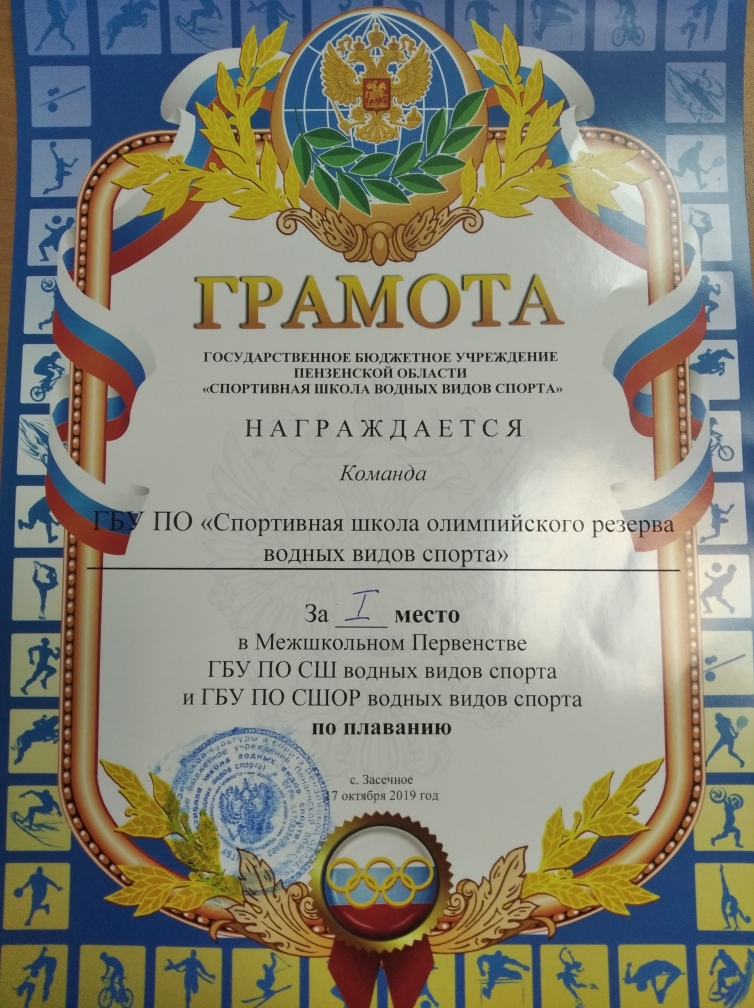 ГРАМОТА
ГОСУДАРСТВЕННОЕ БЮДЖЕТНОЕ УЧРЕЖДЕНИЕ
ПЕНЗЕНСКОЙ ОБЛАСТИ
«СПОРТИВНАЯ ШКОЛА ВОДНЫХ ВИДОВ СПОРТА»
НАГРАЖДАЕТСЯ
Команда
ГБУ ПО «Спортивная школа олимпийского резерва
водных видов спорта»
За I место
в Межшкольном Первенстве
ГБУ ПО СШ водных видов спорта
и ГБУ ПО СШОР водных видов спорта
по плаванию
с. Засечное
17 октября 2019 год